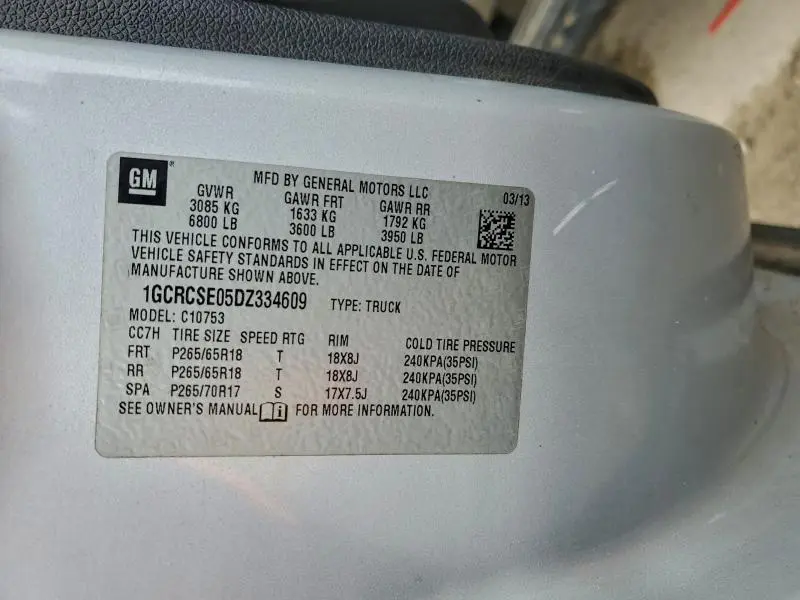 GM
MFD BY GENERAL MOTORS LLC 03/13
GVWR GAWR FRT GAWR RR
3085 KG 1633 KG 1792 KG
6800 LB 3600 LB 3950 LB
THIS VEHICLE CONFORMS TO ALL APPLICABLE U.S. FEDERAL MOTOR
VEHICLE SAFETY STANDARDS IN EFFECT ON THE DATE OF
MANUFACTURE SHOWN ABOVE.
1GCRCSE05DZ334609 TYPE: TRUCK
MODEL: C10753
CC7H TIRE SIZE SPEED RTG RIM COLD TIRE PRESSURE
FRT P265/65R18 T 18X8J 240KPA(35PSI)
RR P265/65R18 T 18X8J 240KPA(35PSI)
SPA P265/70R17 S 17X7.5J 240KPA(35PSI)
SEE OWNER'S MANUAL FOR MORE INFORMATION.